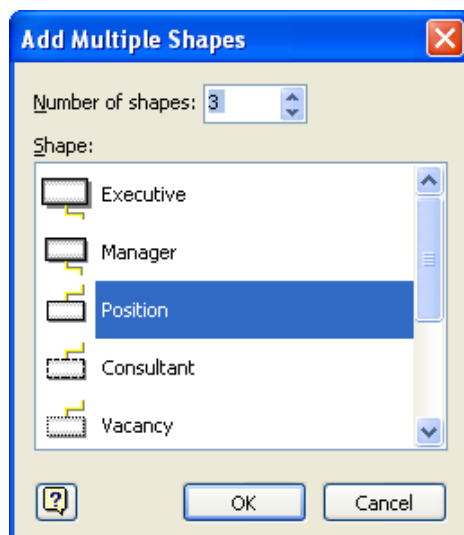 Add Multiple Shapes
Number of shapes: 3
Shape:
Executive
Manager
Position
Consultant
Vacancy
?
OK Cancel